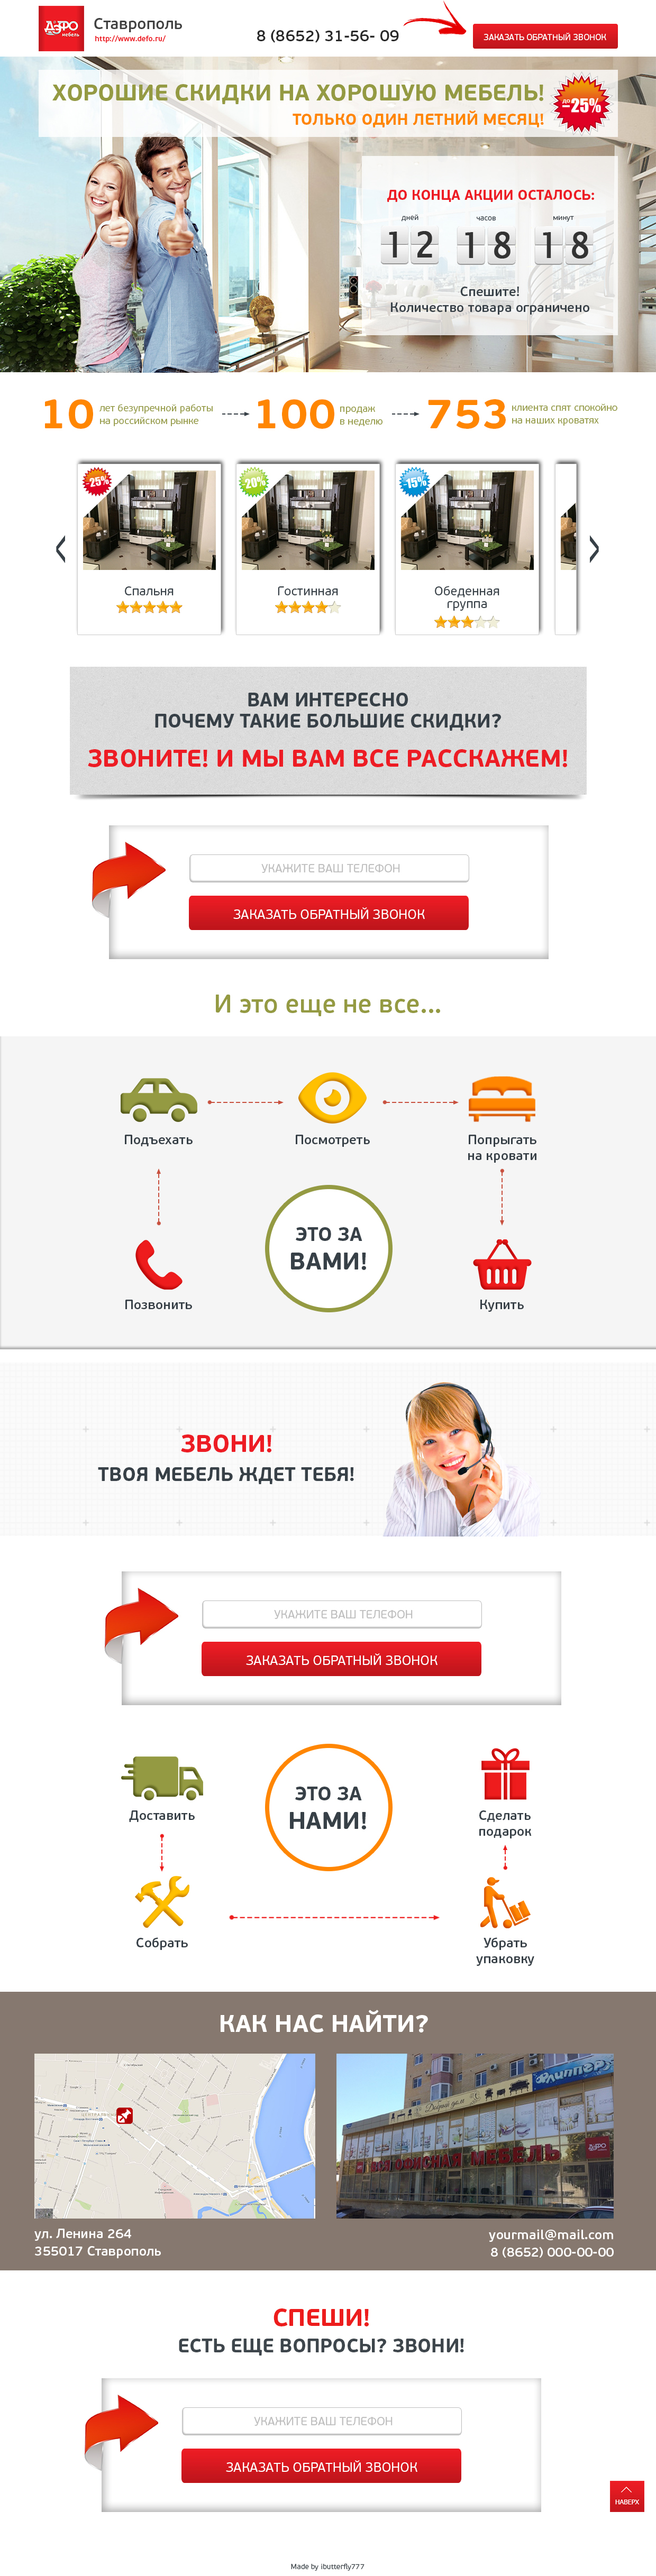 ДЭФО
мебель
Ставрополь
http://www.defo.ru/
8 (8652) 31-56- 09
ЗАКАЗАТЬ ОБРАТНЫЙ ЗВОНОК
ХОРОШИЕ СКИДКИ НА ХОРОШУЮ МЕБЕЛЬ!
ТОЛЬКО ОДИН ЛЕТНИЙ МЕСЯЦ!
до
-25%
ДО КОНЦА АКЦИИ ОСТАЛОСЬ:
дней часов минут
12 18 18
Спешите!
Количество товара ограничено
10 лет безупречной работы
на российском рынке
100 продаж
в неделю
753 клиента спят спокойно
на наших кроватях
25%
20%
15%
Спальня
Гостинная
Обеденная
группа
ВАМ ИНТЕРЕСНО
ПОЧЕМУ ТАКИЕ БОЛЬШИЕ СКИДКИ?
ЗВОНИТЕ! И МЫ ВАМ ВСЕ РАССКАЖЕМ!
УКАЖИТЕ ВАШ ТЕЛЕФОН
ЗАКАЗАТЬ ОБРАТНЫЙ ЗВОНОК
И это еще не все...
Подъехать
Посмотреть
Попрыгать
на кровати
ЭТО ЗА
ВАМИ!
Позвонить
Купить
ЗВОНИ!
ТВОЯ МЕБЕЛЬ ЖДЕТ ТЕБЯ!
УКАЖИТЕ ВАШ ТЕЛЕФОН
ЗАКАЗАТЬ ОБРАТНЫЙ ЗВОНОК
ЭТО ЗА
НАМИ!
Доставить
Сделать
подарок
Собрать
Убрать
упаковку
КАК НАС НАЙТИ?
Флиппер
ВСЯ ОФИСНАЯ МЕБЕЛЬ
ул. Ленина 264
355017 Ставрополь
yourmail@mail.com
8 (8652) 000-00-00
СПЕШИ!
ЕСТЬ ЕЩЕ ВОПРОСЫ? ЗВОНИ!
УКАЖИТЕ ВАШ ТЕЛЕФОН
ЗАКАЗАТЬ ОБРАТНЫЙ ЗВОНОК
НАВЕРХ
Made by ibutterfly777